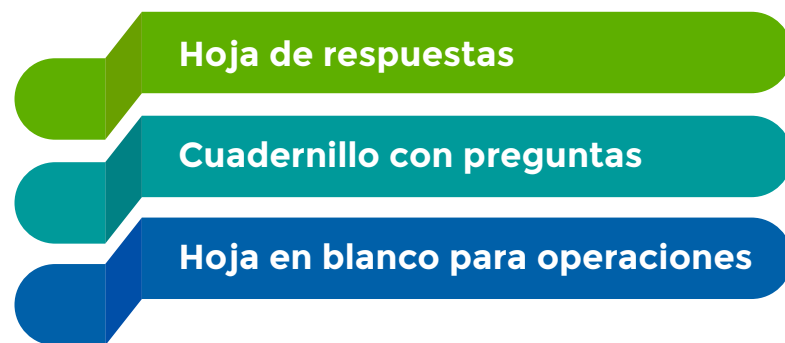 Hoja de respuestas
Cuadernillo con preguntas
Hoja en blanco para operaciones